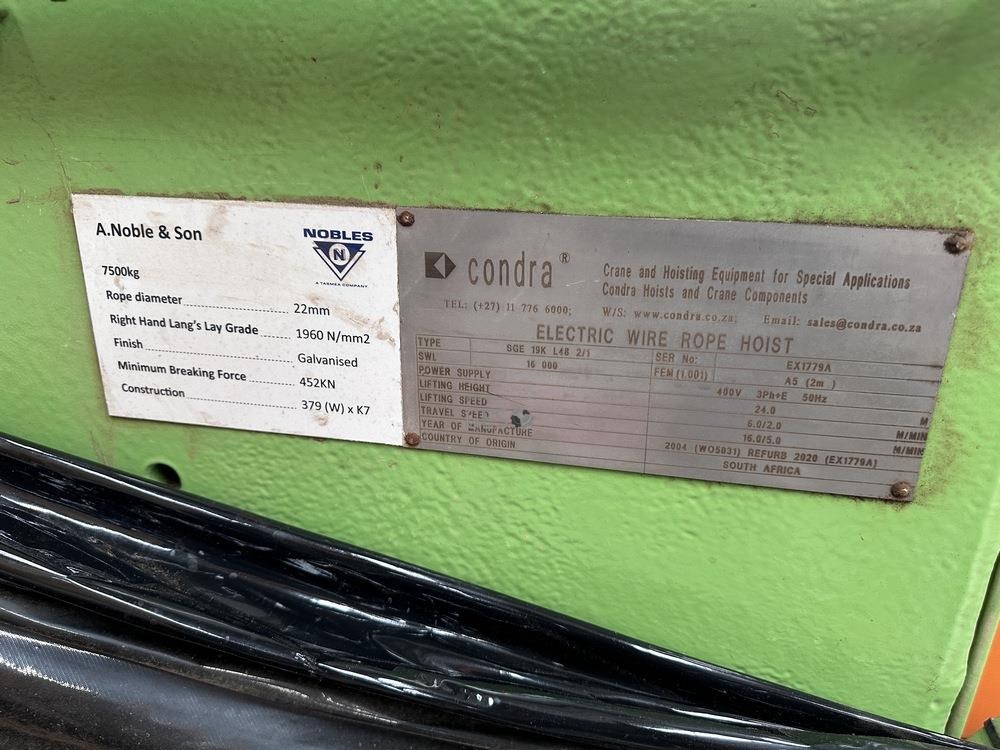 A.Noble & Son
NOBLES
N
A TASMEA COMPANY
7500kg
Rope diameter 22mm
Right Hand Lang's Lay Grade 1960 N/mm2
Finish Galvanised
Minimum Breaking Force 452KN
Construction 379 (W) x K7
condra®
Crane and Hoisting Equipment for Special Applications
Condra Hoists and Crane Components
TEL: (+27) 11 776 6000; W/S: www.condra.co.za; Email: sales@condra.co.za
ELECTRIC WIRE ROPE HOIST
TYPE SGE 19K L48 2/1 SER No: EX1779A
SWL 16 000 FEM (1.001) A5 (2m)
POWER SUPPLY 400V 3Ph+E 50Hz
LIFTING HEIGHT 24.0 M
LIFTING SPEED 6.0/2.0 M/MIN
TRAVEL SPEED 16.0/5.0 M/MIN
YEAR OF MANUFACTURE 2004 (WO5031) REFURB 2020 (EX1779A)
COUNTRY OF ORIGIN SOUTH AFRICA